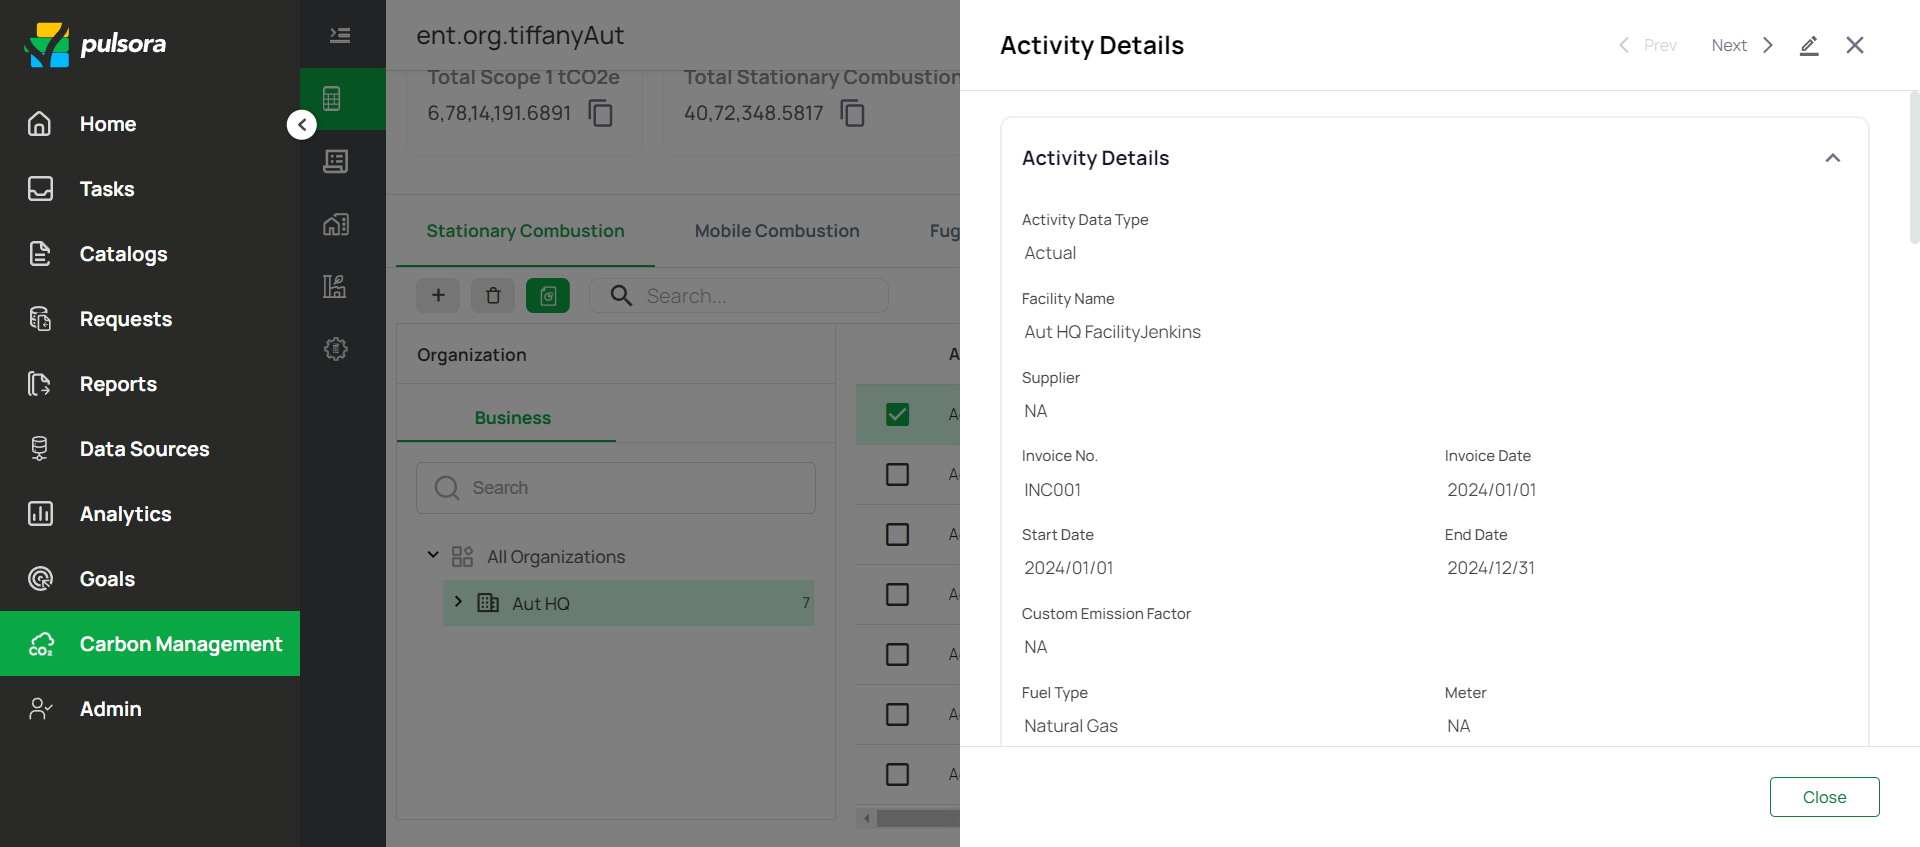 pulsora
Home
Tasks
Catalogs
Requests
Reports
Data Sources
Analytics
Goals
Carbon Management
Admin
ent.org.tiffanyAut
Total Scope 1 tCO2e
6,78,14,191.6891
Total Stationary Combustion
40,72,348.5817
Stationary Combustion
Mobile Combustion
Fug
Search...
Organization
A
Business
Search
All Organizations
Aut HQ 7
A
A
A
A
A
A
A
Activity Details
Prev Next
Activity Details
Activity Data Type
Actual
Facility Name
Aut HQ FacilityJenkins
Supplier
NA
Invoice No. Invoice Date
INC001 2024/01/01
Start Date End Date
2024/01/01 2024/12/31
Custom Emission Factor
NA
Fuel Type Meter
Natural Gas NA
Close